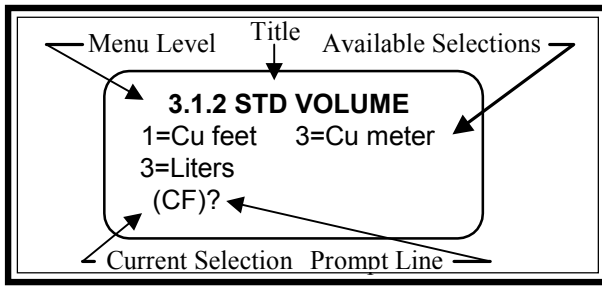 Menu Level Title Available Selections
3.1.2 STD VOLUME
1=Cu feet 3=Cu meter
3=Liters
(CF)?
Current Selection Prompt Line